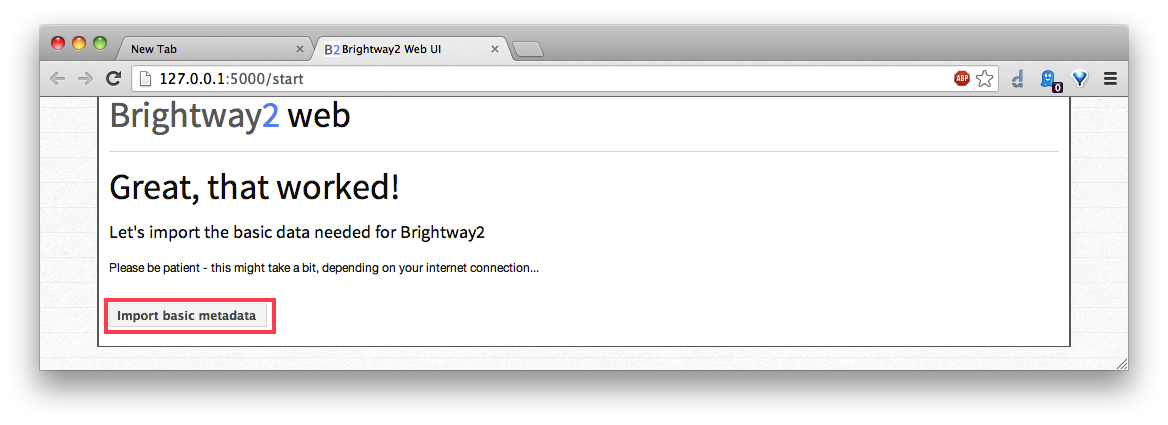 New Tab
B2 Brightway2 Web UI
127.0.0.1:5000/start
ABP
d
0
Brightway2 web
Great, that worked!
Let's import the basic data needed for Brightway2
Please be patient - this might take a bit, depending on your internet connection...
Import basic metadata